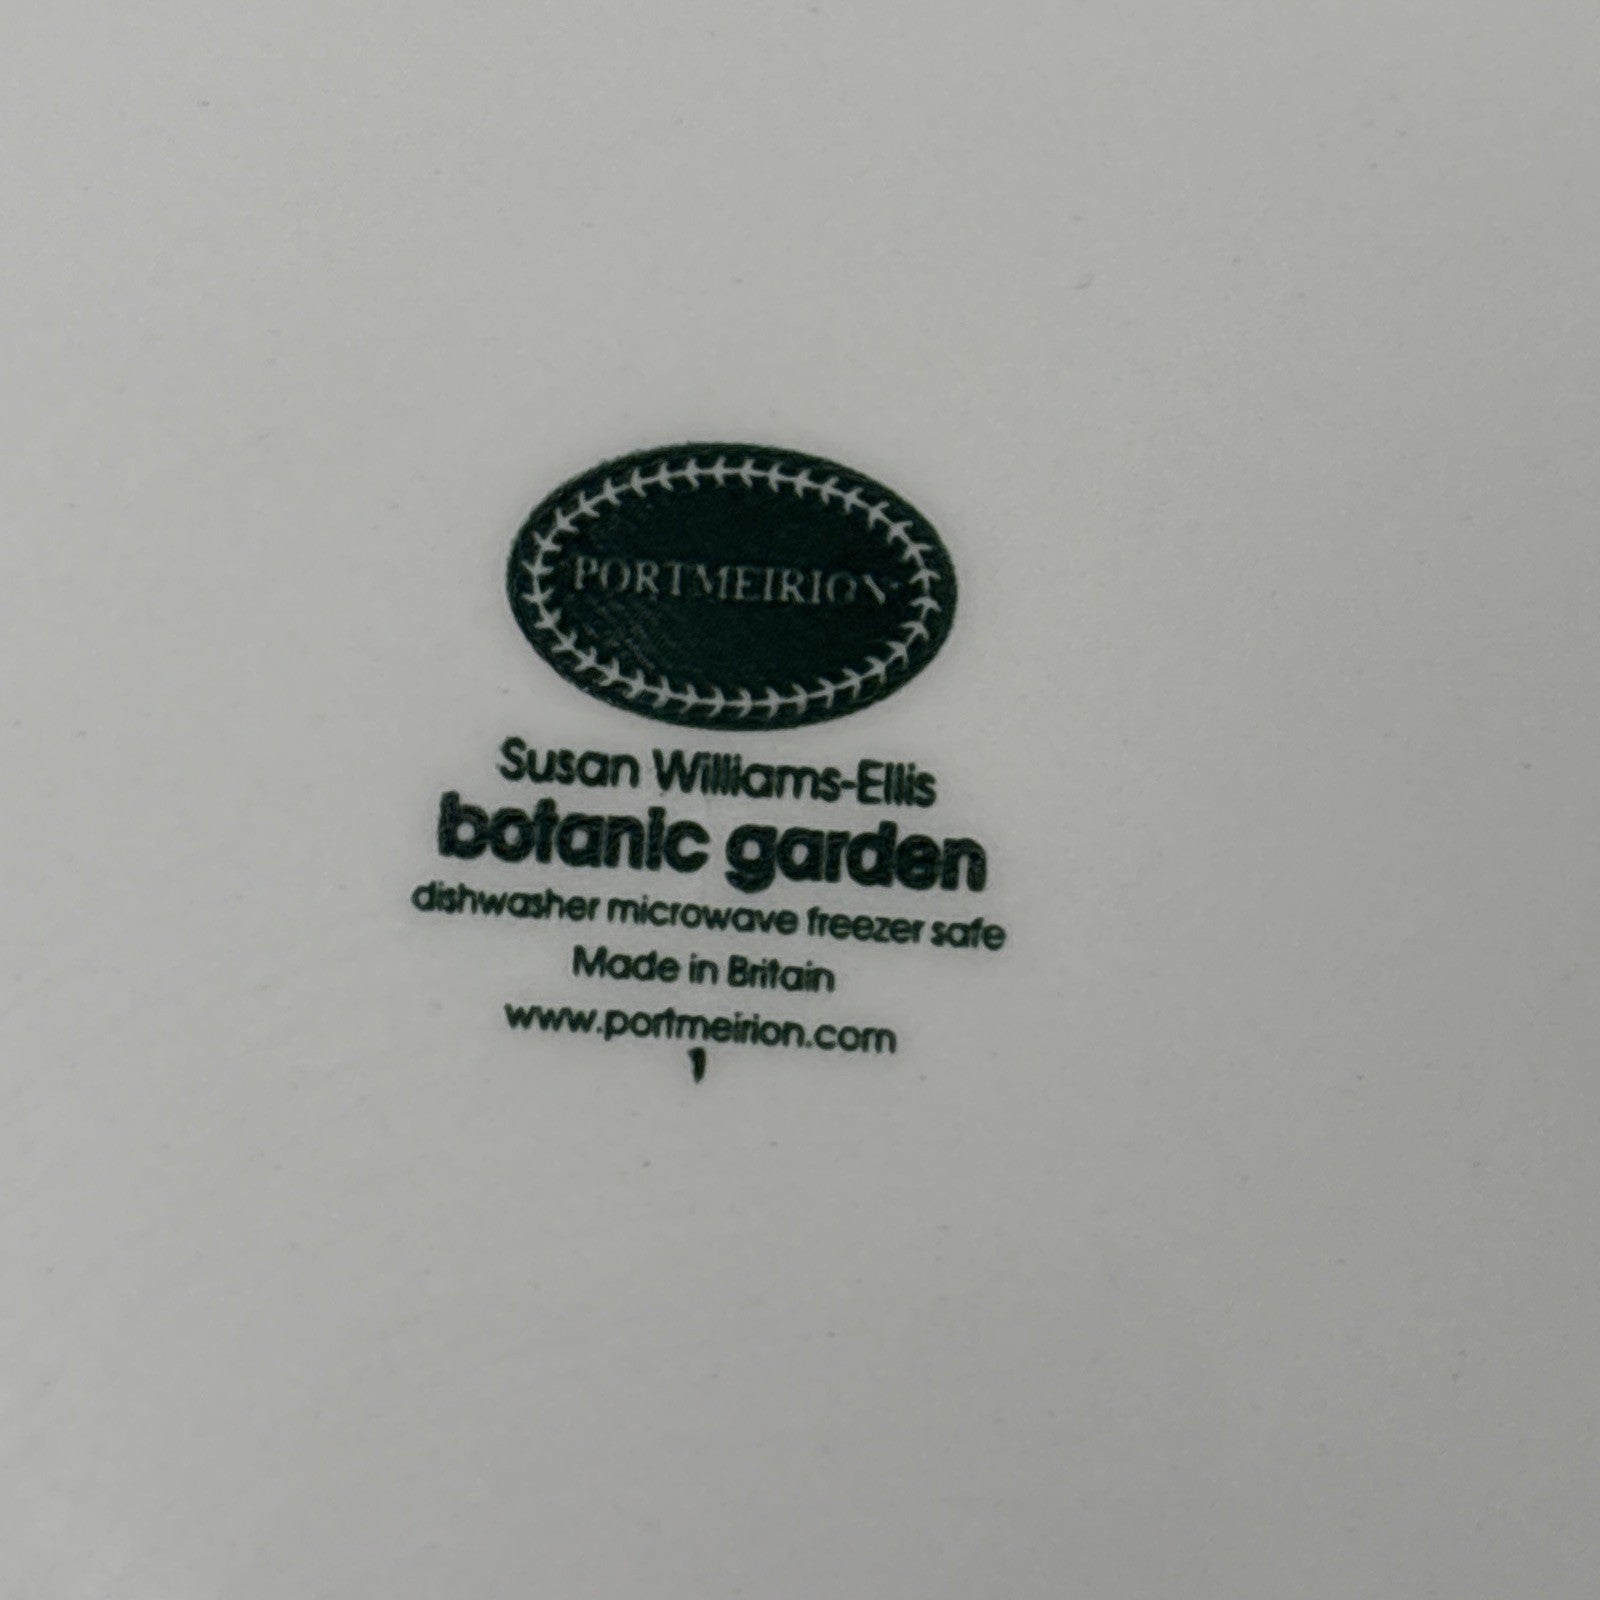 PORTMEIRION
Susan Williams-Ellis
botanic garden
dishwasher microwave freezer safe
Made in Britain
www.portmeirion.com
1